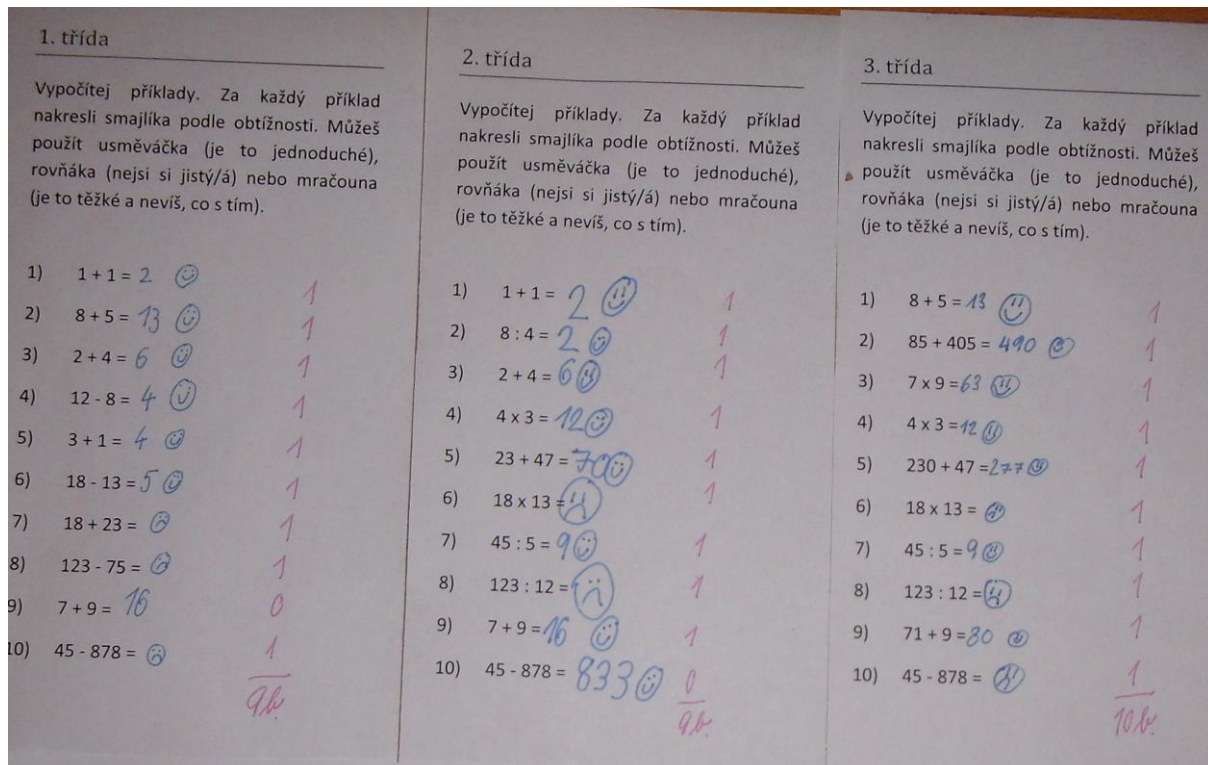 1. třída
Vypočítej příklady. Za každý příklad
nakresli smajlíka podle obtížnosti. Můžeš
použít usměváčka (je to jednoduché),
rovňáka (nejsi si jistý/á) nebo mračouna
(je to těžké a nevíš, co s tím).
1) 1 + 1 = 2 1
2) 8 + 5 = 13 1
3) 2 + 4 = 6 1
4) 12 - 8 = 4 1
5) 3 + 1 = 4 1
6) 18 - 13 = 5 1
7) 18 + 23 = 1
8) 123 - 75 = 1
9) 7 + 9 = 16 0
10) 45 - 878 = 1
9b.
2. třída
Vypočítej příklady. Za každý příklad
nakresli smajlíka podle obtížnosti. Můžeš
použít usměváčka (je to jednoduché),
rovňáka (nejsi si jistý/á) nebo mračouna
(je to těžké a nevíš, co s tím).
1) 1 + 1 = 2 1
2) 8 : 4 = 2 1
3) 2 + 4 = 6 1
4) 4 x 3 = 12 1
5) 23 + 47 = 70 1
6) 18 x 13 = 1
7) 45 : 5 = 9 1
8) 123 : 12 = 1
9) 7 + 9 = 16 1
10) 45 - 878 = 833 0
9b.
3. třída
Vypočítej příklady. Za každý příklad
nakresli smajlíka podle obtížnosti. Můžeš
použít usměváčka (je to jednoduché),
rovňáka (nejsi si jistý/á) nebo mračouna
(je to těžké a nevíš, co s tím).
1) 8 + 5 = 13 1
2) 85 + 405 = 490 1
3) 7 x 9 = 63 1
4) 4 x 3 = 12 1
5) 230 + 47 = 277 1
6) 18 x 13 = 1
7) 45 : 5 = 9 1
8) 123 : 12 = 1
9) 71 + 9 = 80 1
10) 45 - 878 = 1
10b.